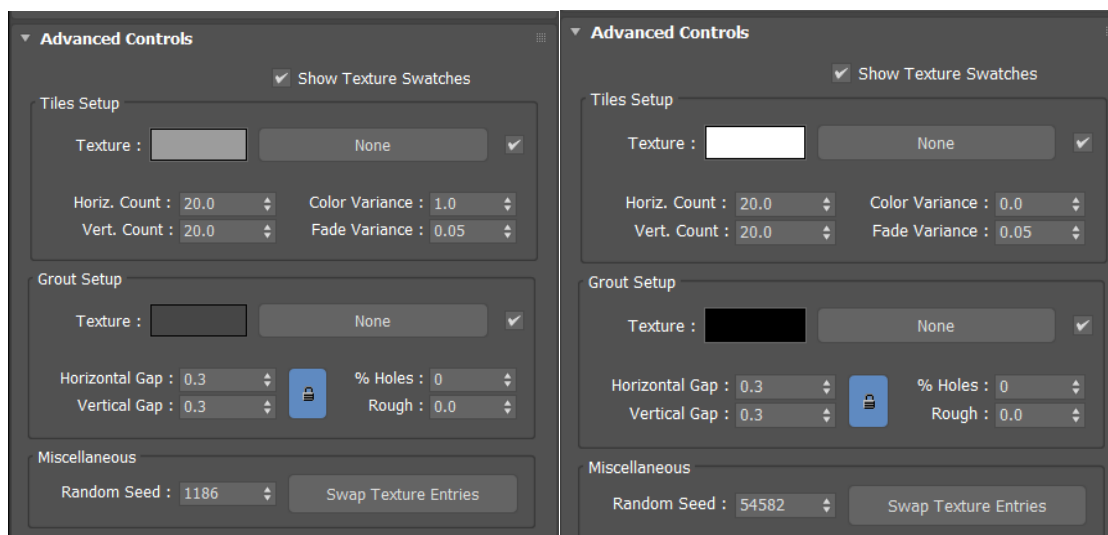 Advanced Controls
Show Texture Swatches
Tiles Setup
Texture : None
Horiz. Count : 20.0 Color Variance : 1.0
Vert. Count : 20.0 Fade Variance : 0.05
Grout Setup
Texture : None
Horizontal Gap : 0.3 % Holes : 0
Vertical Gap : 0.3 Rough : 0.0
Miscellaneous
Random Seed : 1186 Swap Texture Entries
Advanced Controls
Show Texture Swatches
Tiles Setup
Texture : None
Horiz. Count : 20.0 Color Variance : 0.0
Vert. Count : 20.0 Fade Variance : 0.05
Grout Setup
Texture : None
Horizontal Gap : 0.3 % Holes : 0
Vertical Gap : 0.3 Rough : 0.0
Miscellaneous
Random Seed : 54582 Swap Texture Entries